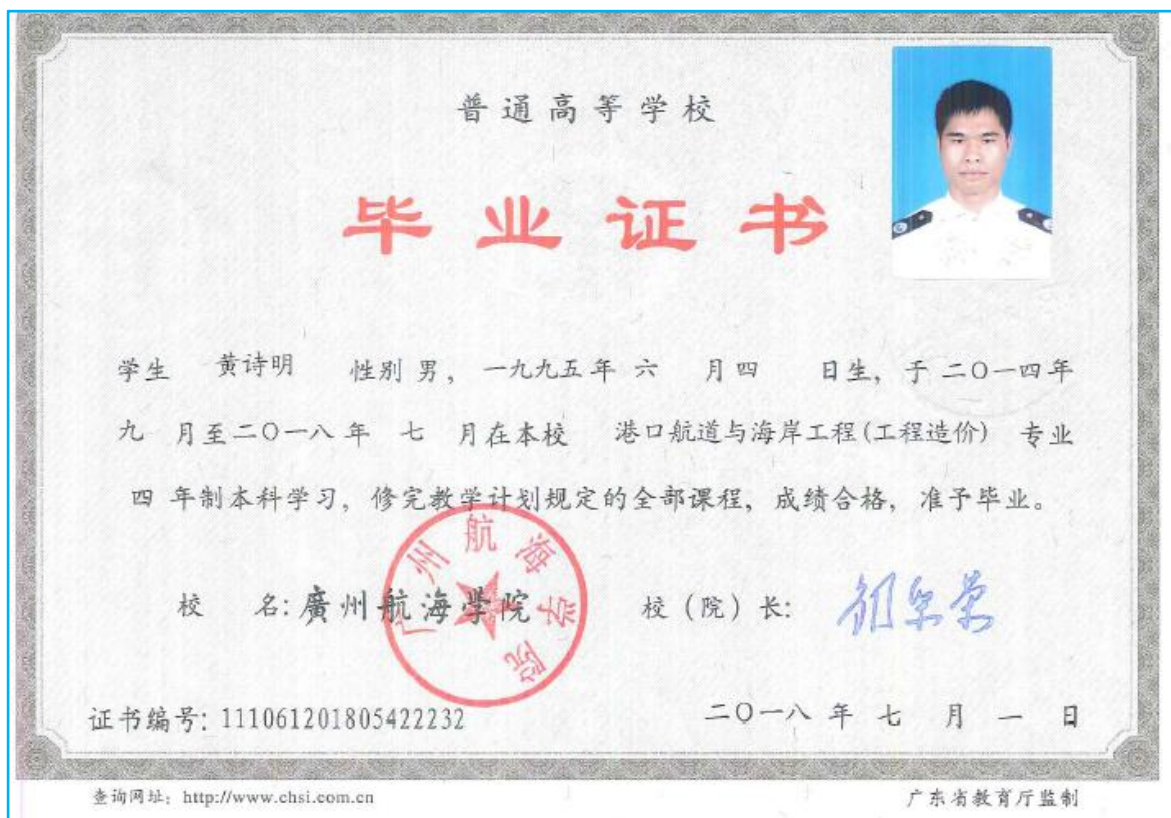 普通高等学校
毕业证书
学生 黄诗明 性别 男，一九九五年 六 月四 日生，于 二〇一四年
九 月至二〇一八 年 七 月在本校 港口航道与海岸工程(工程造价) 专业
四 年制本科学习，修完教学计划规定的全部课程，成绩合格，准予毕业。
校 名: 廣州航海學院 校（院）长:
广州航海学院
证书编号: 111061201805422232 二〇一八 年 七 月 一 日
查询网址: http://www.chsi.com.cn 广东省教育厅监制